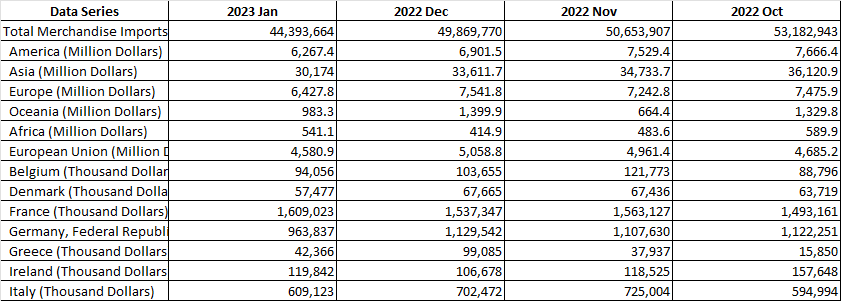 Data Series 2023 Jan 2022 Dec 2022 Nov 2022 Oct
Total Merchandise Imports 44,393,664 49,869,770 50,653,907 53,182,943
America (Million Dollars) 6,267.4 6,901.5 7,529.4 7,666.4
Asia (Million Dollars) 30,174 33,611.7 34,733.7 36,120.9
Europe (Million Dollars) 6,427.8 7,541.8 7,242.8 7,475.9
Oceania (Million Dollars) 983.3 1,399.9 664.4 1,329.8
Africa (Million Dollars) 541.1 414.9 483.6 589.9
European Union (Million D 4,580.9 5,058.8 4,961.4 4,685.2
Belgium (Thousand Dollar 94,056 103,655 121,773 88,796
Denmark (Thousand Dolla 57,477 67,665 67,436 63,719
France (Thousand Dollars) 1,609,023 1,537,347 1,563,127 1,493,161
Germany, Federal Republi 963,837 1,129,542 1,107,630 1,122,251
Greece (Thousand Dollars 42,366 99,085 37,937 15,850
Ireland (Thousand Dollars 119,842 106,678 118,525 157,648
Italy (Thousand Dollars) 609,123 702,472 725,004 594,994